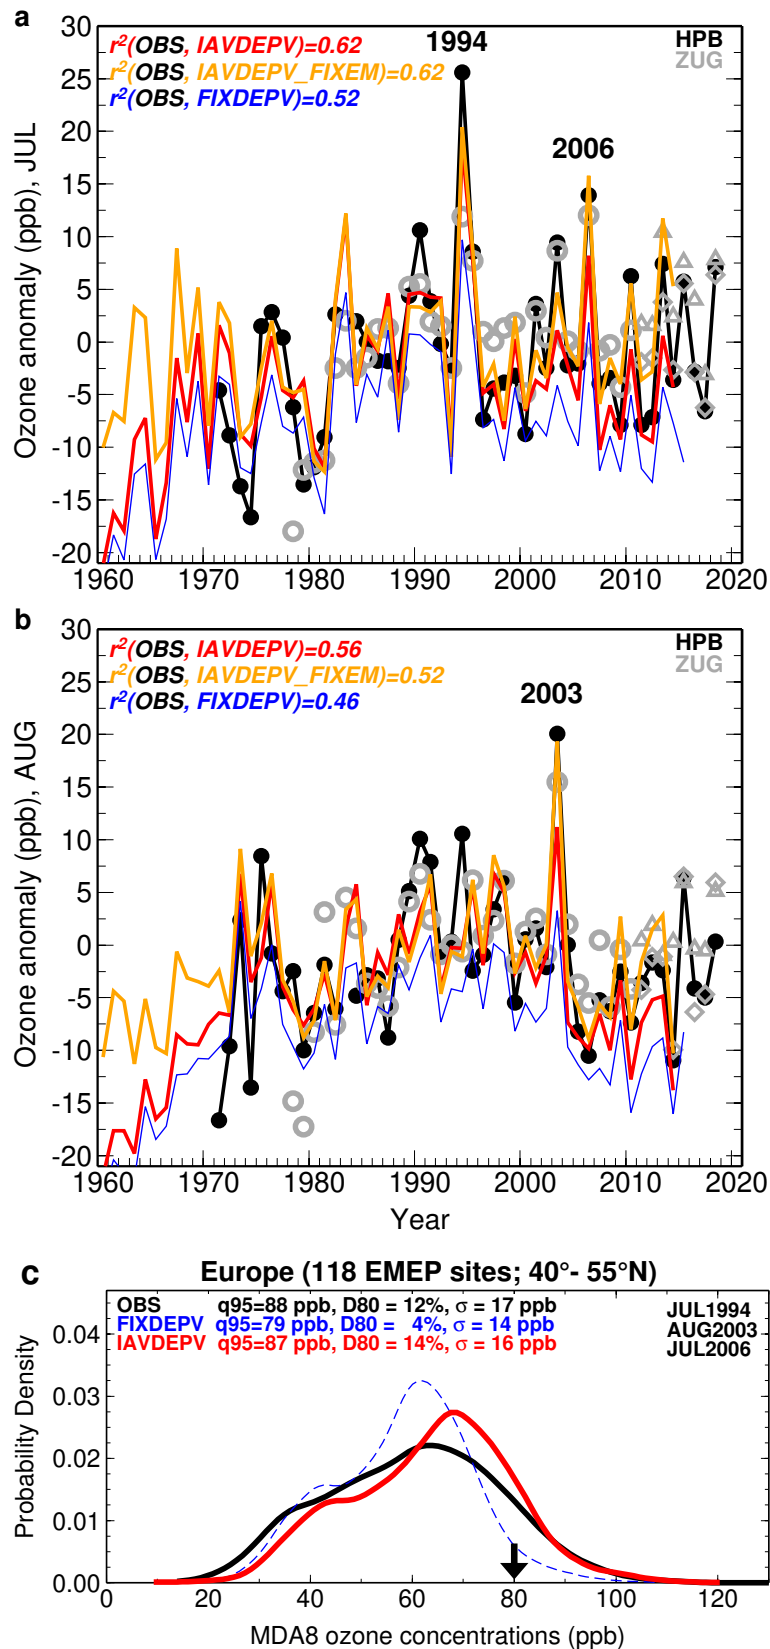 a
30
25
20
15
10
5
0
-5
-10
-15
-20
Ozone anomaly (ppb), JUL
r²(OBS, IAVDEPV)=0.62
r²(OBS, IAVDEPV_FIXEM)=0.62
r²(OBS, FIXDEPV)=0.52
1994
2006
HPB
ZUG
1960 1970 1980 1990 2000 2010 2020
b
30
25
20
15
10
5
0
-5
-10
-15
-20
Ozone anomaly (ppb), AUG
r²(OBS, IAVDEPV)=0.56
r²(OBS, IAVDEPV_FIXEM)=0.52
r²(OBS, FIXDEPV)=0.46
2003
HPB
ZUG
1960 1970 1980 1990 2000 2010 2020
Year
c
Europe (118 EMEP sites; 40°- 55°N)
OBS q95=88 ppb, D80 = 12%, σ = 17 ppb
FIXDEPV q95=79 ppb, D80 = 4%, σ = 14 ppb
IAVDEPV q95=87 ppb, D80 = 14%, σ = 16 ppb
JUL1994
AUG2003
JUL2006
0.04
0.03
0.02
0.01
0.00
Probability Density
0 20 40 60 80 100 120
MDA8 ozone concentrations (ppb)